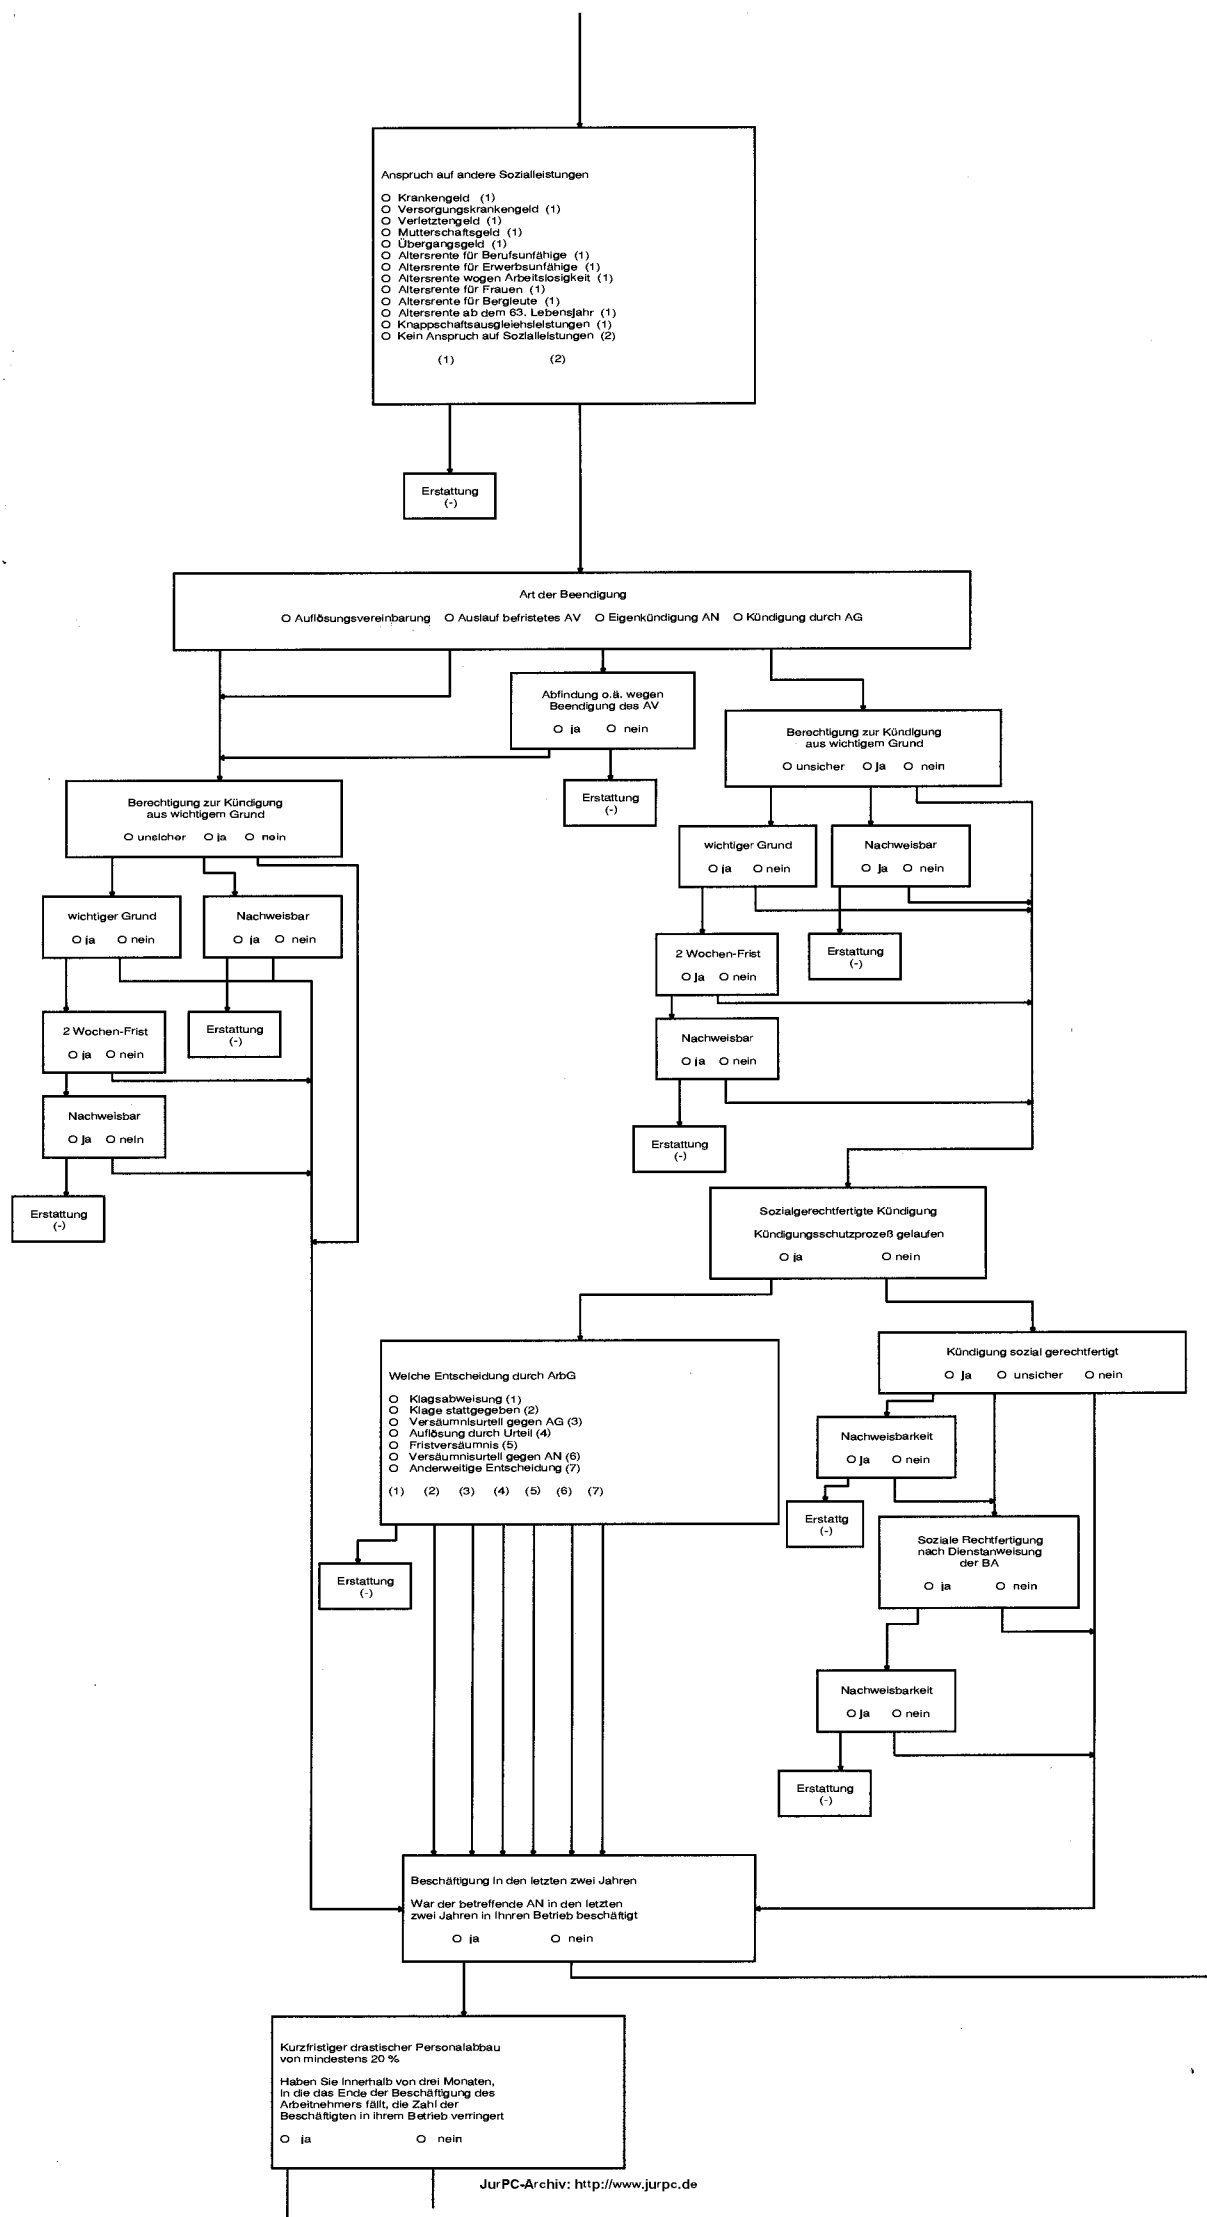 Anspruch auf andere Sozialleistungen
O Krankengeld (1)
O Versorgungskrankengeld (1)
O Verletztengeld (1)
O Mutterschaftsgeld (1)
O Übergangsgeld (1)
O Altersrente für Berufsunfähige (1)
O Altersrente für Erwerbsunfähige (1)
O Altersrente wogen Arbeitslosigkeit (1)
O Altersrente für Frauen (1)
O Altersrente für Bergleute (1)
O Altersrente ab dem 63. Lebensjahr (1)
O Knappschaftsausgleiehsleistungen (1)
O Kein Anspruch auf Sozialleistungen (2)
(1) (2)
Erstattung
(-)
Art der Beendigung
O Auflösungsvereinbarung O Auslauf befristetes AV O Eigenkündigung AN O Kündigung durch AG
Abfindung o.ä. wegen
Beendigung des AV
O ja O nein
Erstattung
(-)
Berechtigung zur Kündigung
aus wichtigem Grund
O unsicher O ja O nein
wichtiger Grund
O ja O nein
Nachweisbar
O ja O nein
Erstattung
(-)
2 Wochen-Frist
O ja O nein
Nachweisbar
O ja O nein
Erstattung
(-)
Berechtigung zur Kündigung
aus wichtigem Grund
O unsicher O ja O nein
wichtiger Grund
O ja O nein
Nachweisbar
O ja O nein
Erstattung
(-)
2 Wochen-Frist
O ja O nein
Nachweisbar
O ja O nein
Erstattung
(-)
Sozialgerechtfertigte Kündigung
Kündigungsschutzprozeß gelaufen
O ja O nein
Welche Entscheidung durch ArbG
O Klagsabweisung (1)
O Klage stattgegeben (2)
O Versäumnisurteil gegen AG (3)
O Auflösung durch Urteil (4)
O Fristversäumnis (5)
O Versäumnisurteil gegen AN (6)
O Anderweitige Entscheidung (7)
(1) (2) (3) (4) (5) (6) (7)
Erstattung
(-)
Kündigung sozial gerechtfertigt
O ja O unsicher O nein
Nachweisbarkeit
O ja O nein
Erstattg
(-)
Soziale Rechtfertigung
nach Dienstanweisung
der BA
O ja O nein
Nachweisbarkeit
O ja O nein
Erstattung
(-)
Beschäftigung in den letzten zwei Jahren
War der betreffende AN in den letzten
zwei Jahren in Ihnren Betrieb beschäftigt
O ja O nein
Kurzfristiger drastischer Personalabbau
von mindestens 20 %
Haben Sie innerhalb von drei Monaten,
in die das Ende der Beschäftigung des
Arbeitnehmers fällt, die Zahl der
Beschäftigten in ihrem Betrieb verringert
O ja O nein
JurPC-Archiv: http://www.jurpc.de